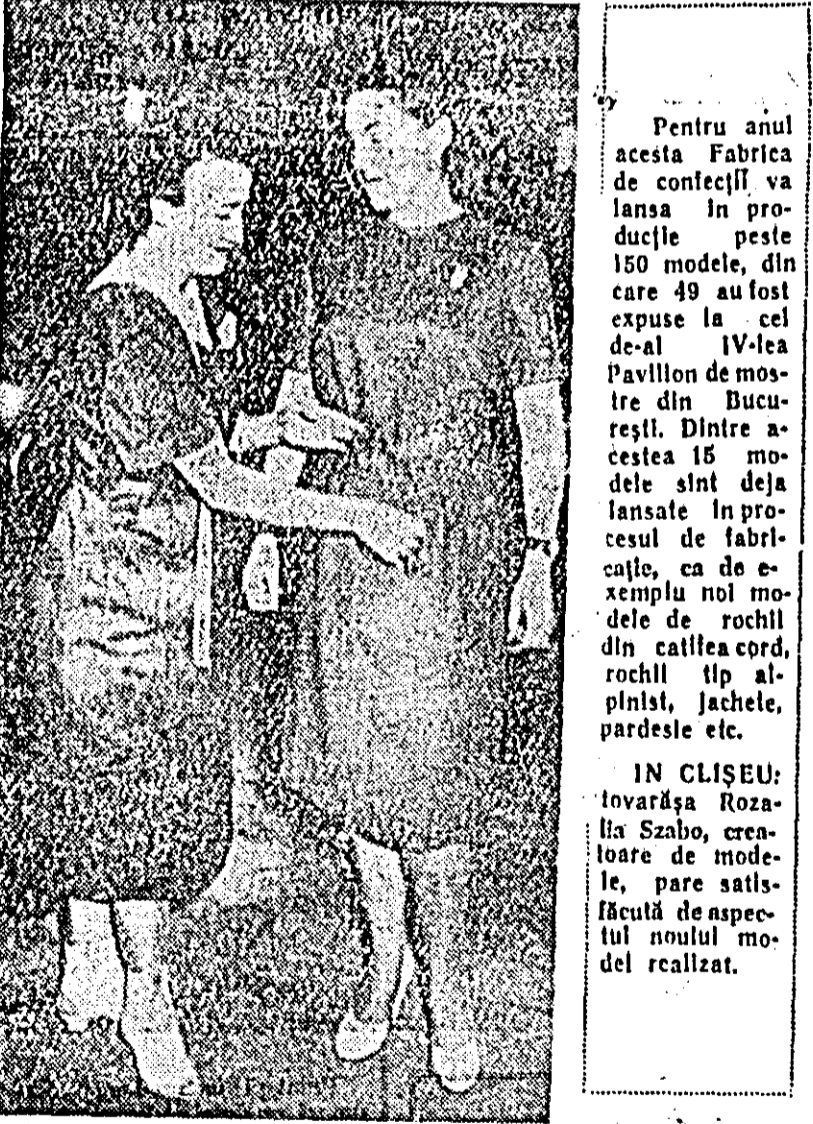 Pentru anul
acesta Fabrica
de confecții va
lansa in pro-
ducție peste
150 modele, din
care 49 au fost
expuse la cel
de-al IV-lea
Pavilion de mos-
tre din Bucu-
rești. Dintre a-
cestea 15 mo-
dele sint deja
lansate in pro-
cesul de fabri-
cație, ca de e-
xemplu noi mo-
dele de rochii
din catifea cord,
rochii tip al-
pinist, jachete,
pardesie etc.
IN CLIȘEU:
tovarășa Roza-
lia Szabo, crea-
toare de mode-
le, pare satis-
făcută de aspec-
tul noului mo-
del realizat.